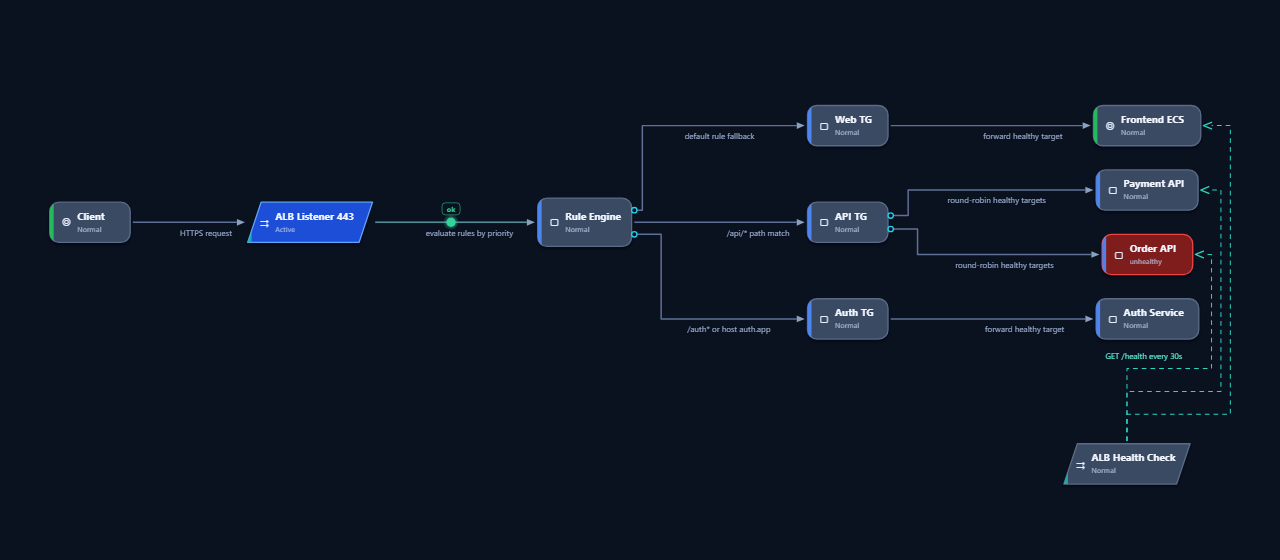 Client
Normal
HTTPS request
ALB Listener 443
Active
ok
evaluate rules by priority
Rule Engine
Normal
default rule fallback
/api/* path match
/auth* or host auth.app
Web TG
Normal
API TG
Normal
Auth TG
Normal
forward healthy target
round-robin healthy targets
round-robin healthy targets
forward healthy target
Frontend ECS
Normal
Payment API
Normal
Order API
unhealthy
Auth Service
Normal
GET /health every 30s
ALB Health Check
Normal